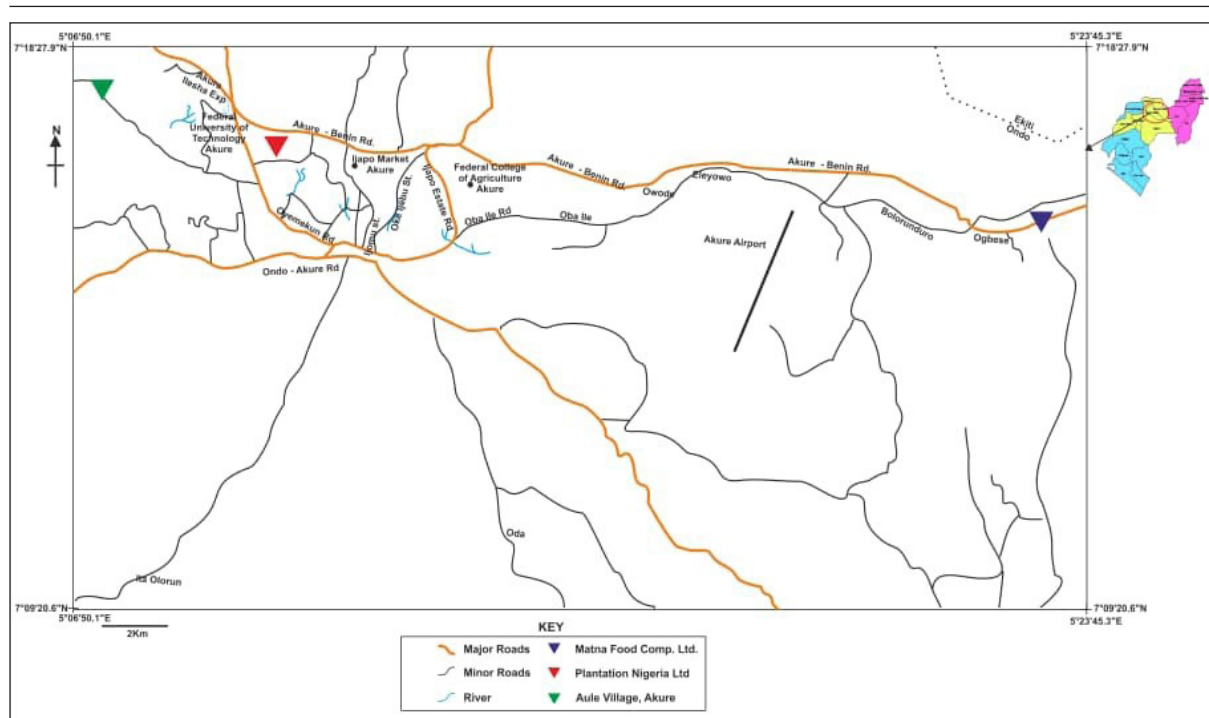 5°06'50.1"E
5°23'45.3"E
7°18'27.9"N
7°18'27.9"N
Akure
Ilesha Exp
Federal
University of
Technology
Akure
N
Akure - Benin Rd.
Ijapo Market
Akure
Federal College
of Agriculture
Akure
Akure - Benin Rd
Akure - Benin Rd.
Ekiti
Ondo
Owode
Eleyowo
Ijapo Estate Rd
Oke Ijebu St.
Ijomu st.
Oyemekun Rd
Oba Ile Rd
Oba Ile
Bolorunduro
Ogbese
Akure Airport
Ondo - Akure Rd
Oda
Ita Olorun
7°09'20.6"N
7°09'20.6"N
5°06'50.1"E
5°23'45.3"E
2Km
KEY
Major Roads
Matna Food Comp. Ltd.
Minor Roads
Plantation Nigeria Ltd
River
Aule Village, Akure